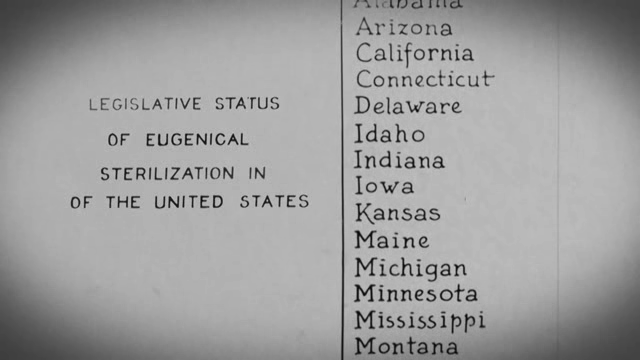 LEGISLATIVE STATUS
OF EUGENICAL
STERILIZATION IN
OF THE UNITED STATES
Alabama
Arizona
California
Connecticut
Delaware
Idaho
Indiana
Iowa
Kansas
Maine
Michigan
Minnesota
Mississippi
Montana